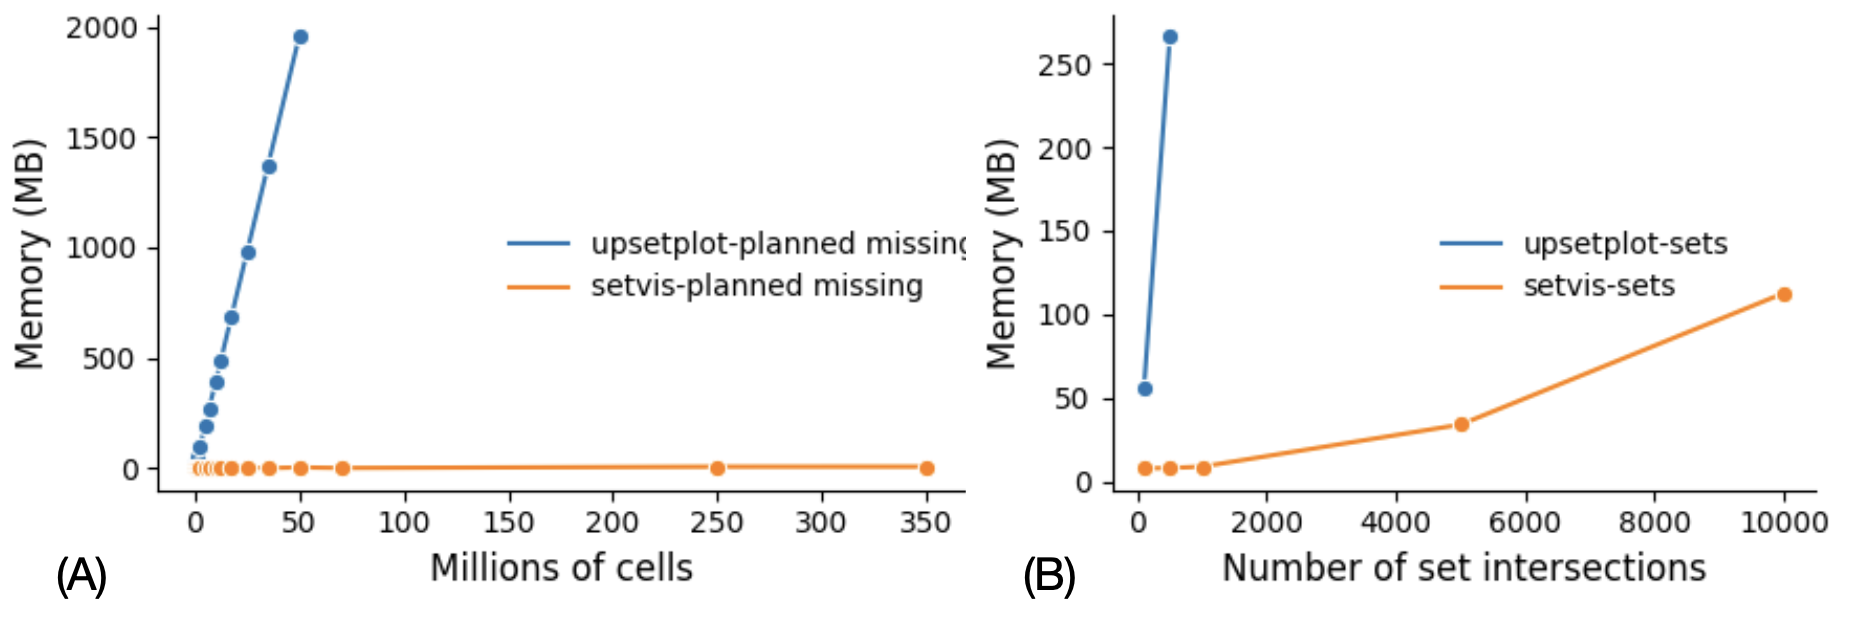 2000
1500
1000
500
0
Memory (MB)
upsetplot-planned missing
setvis-planned missing
0 50 100 150 200 250 300 350
Millions of cells
(A)
250
200
150
100
50
0
Memory (MB)
upsetplot-sets
setvis-sets
0 2000 4000 6000 8000 10000
Number of set intersections
(B)